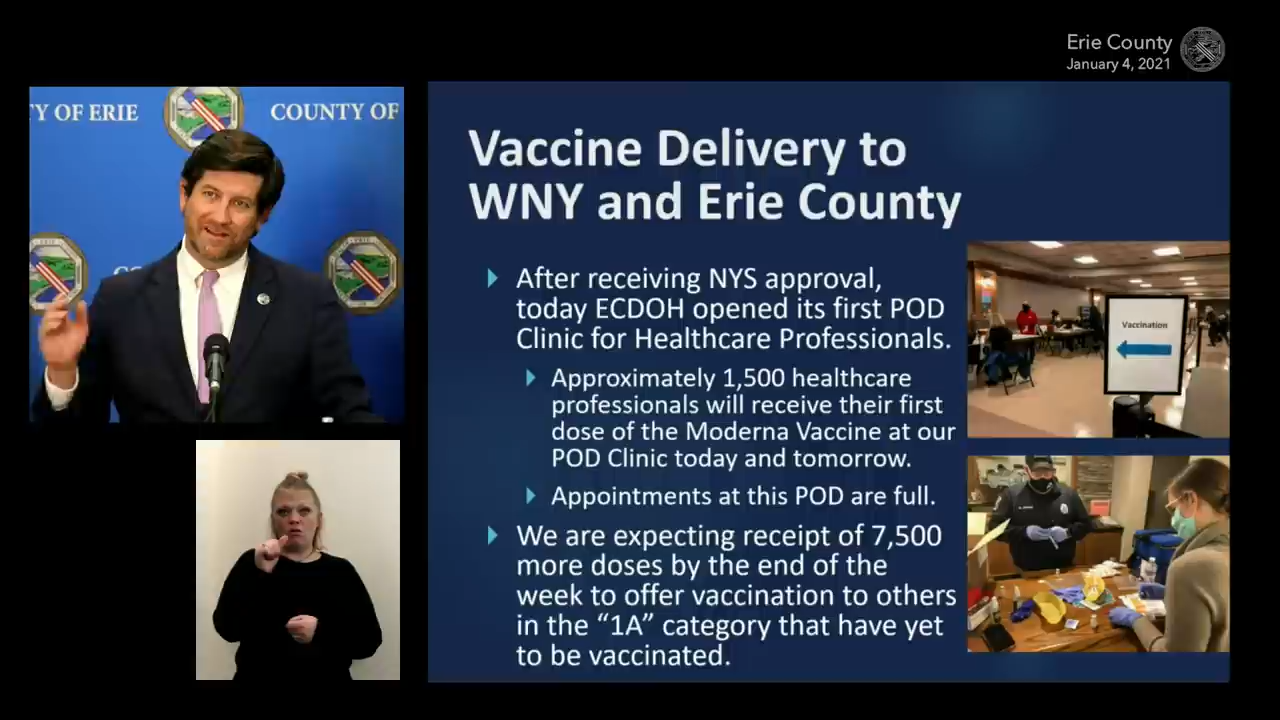 Erie County
January 4, 2021
TY OF ERIE
COUNTY OF
Vaccine Delivery to
WNY and Erie County
After receiving NYS approval,
today ECDOH opened its first POD
Clinic for Healthcare Professionals.
Approximately 1,500 healthcare
professionals will receive their first
dose of the Moderna Vaccine at our
POD Clinic today and tomorrow.
Appointments at this POD are full.
We are expecting receipt of 7,500
more doses by the end of the
week to offer vaccination to others
in the “1A” category that have yet
to be vaccinated.
Vaccination